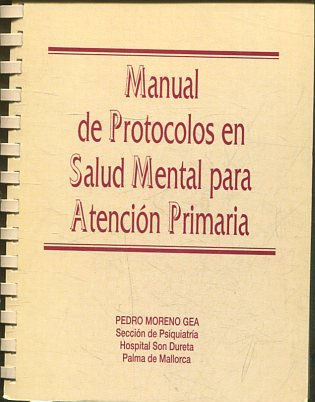 Manual
de Protocolos en
Salud Mental para
Atención Primaria
PEDRO MORENO GEA
Sección de Psiquiatría
Hospital Son Dureta
Palma de Mallorca